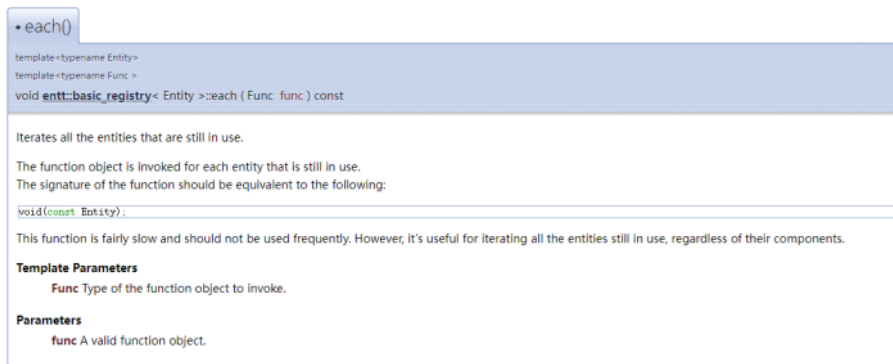 • each()
template<typename Entity>
template<typename Func >
void entt::basic_registry< Entity >::each ( Func func ) const
Iterates all the entities that are still in use.
The function object is invoked for each entity that is still in use.
The signature of the function should be equivalent to the following:
void(const Entity);
This function is fairly slow and should not be used frequently. However, it's useful for iterating all the entities still in use, regardless of their components.
Template Parameters
Func Type of the function object to invoke.
Parameters
func A valid function object.